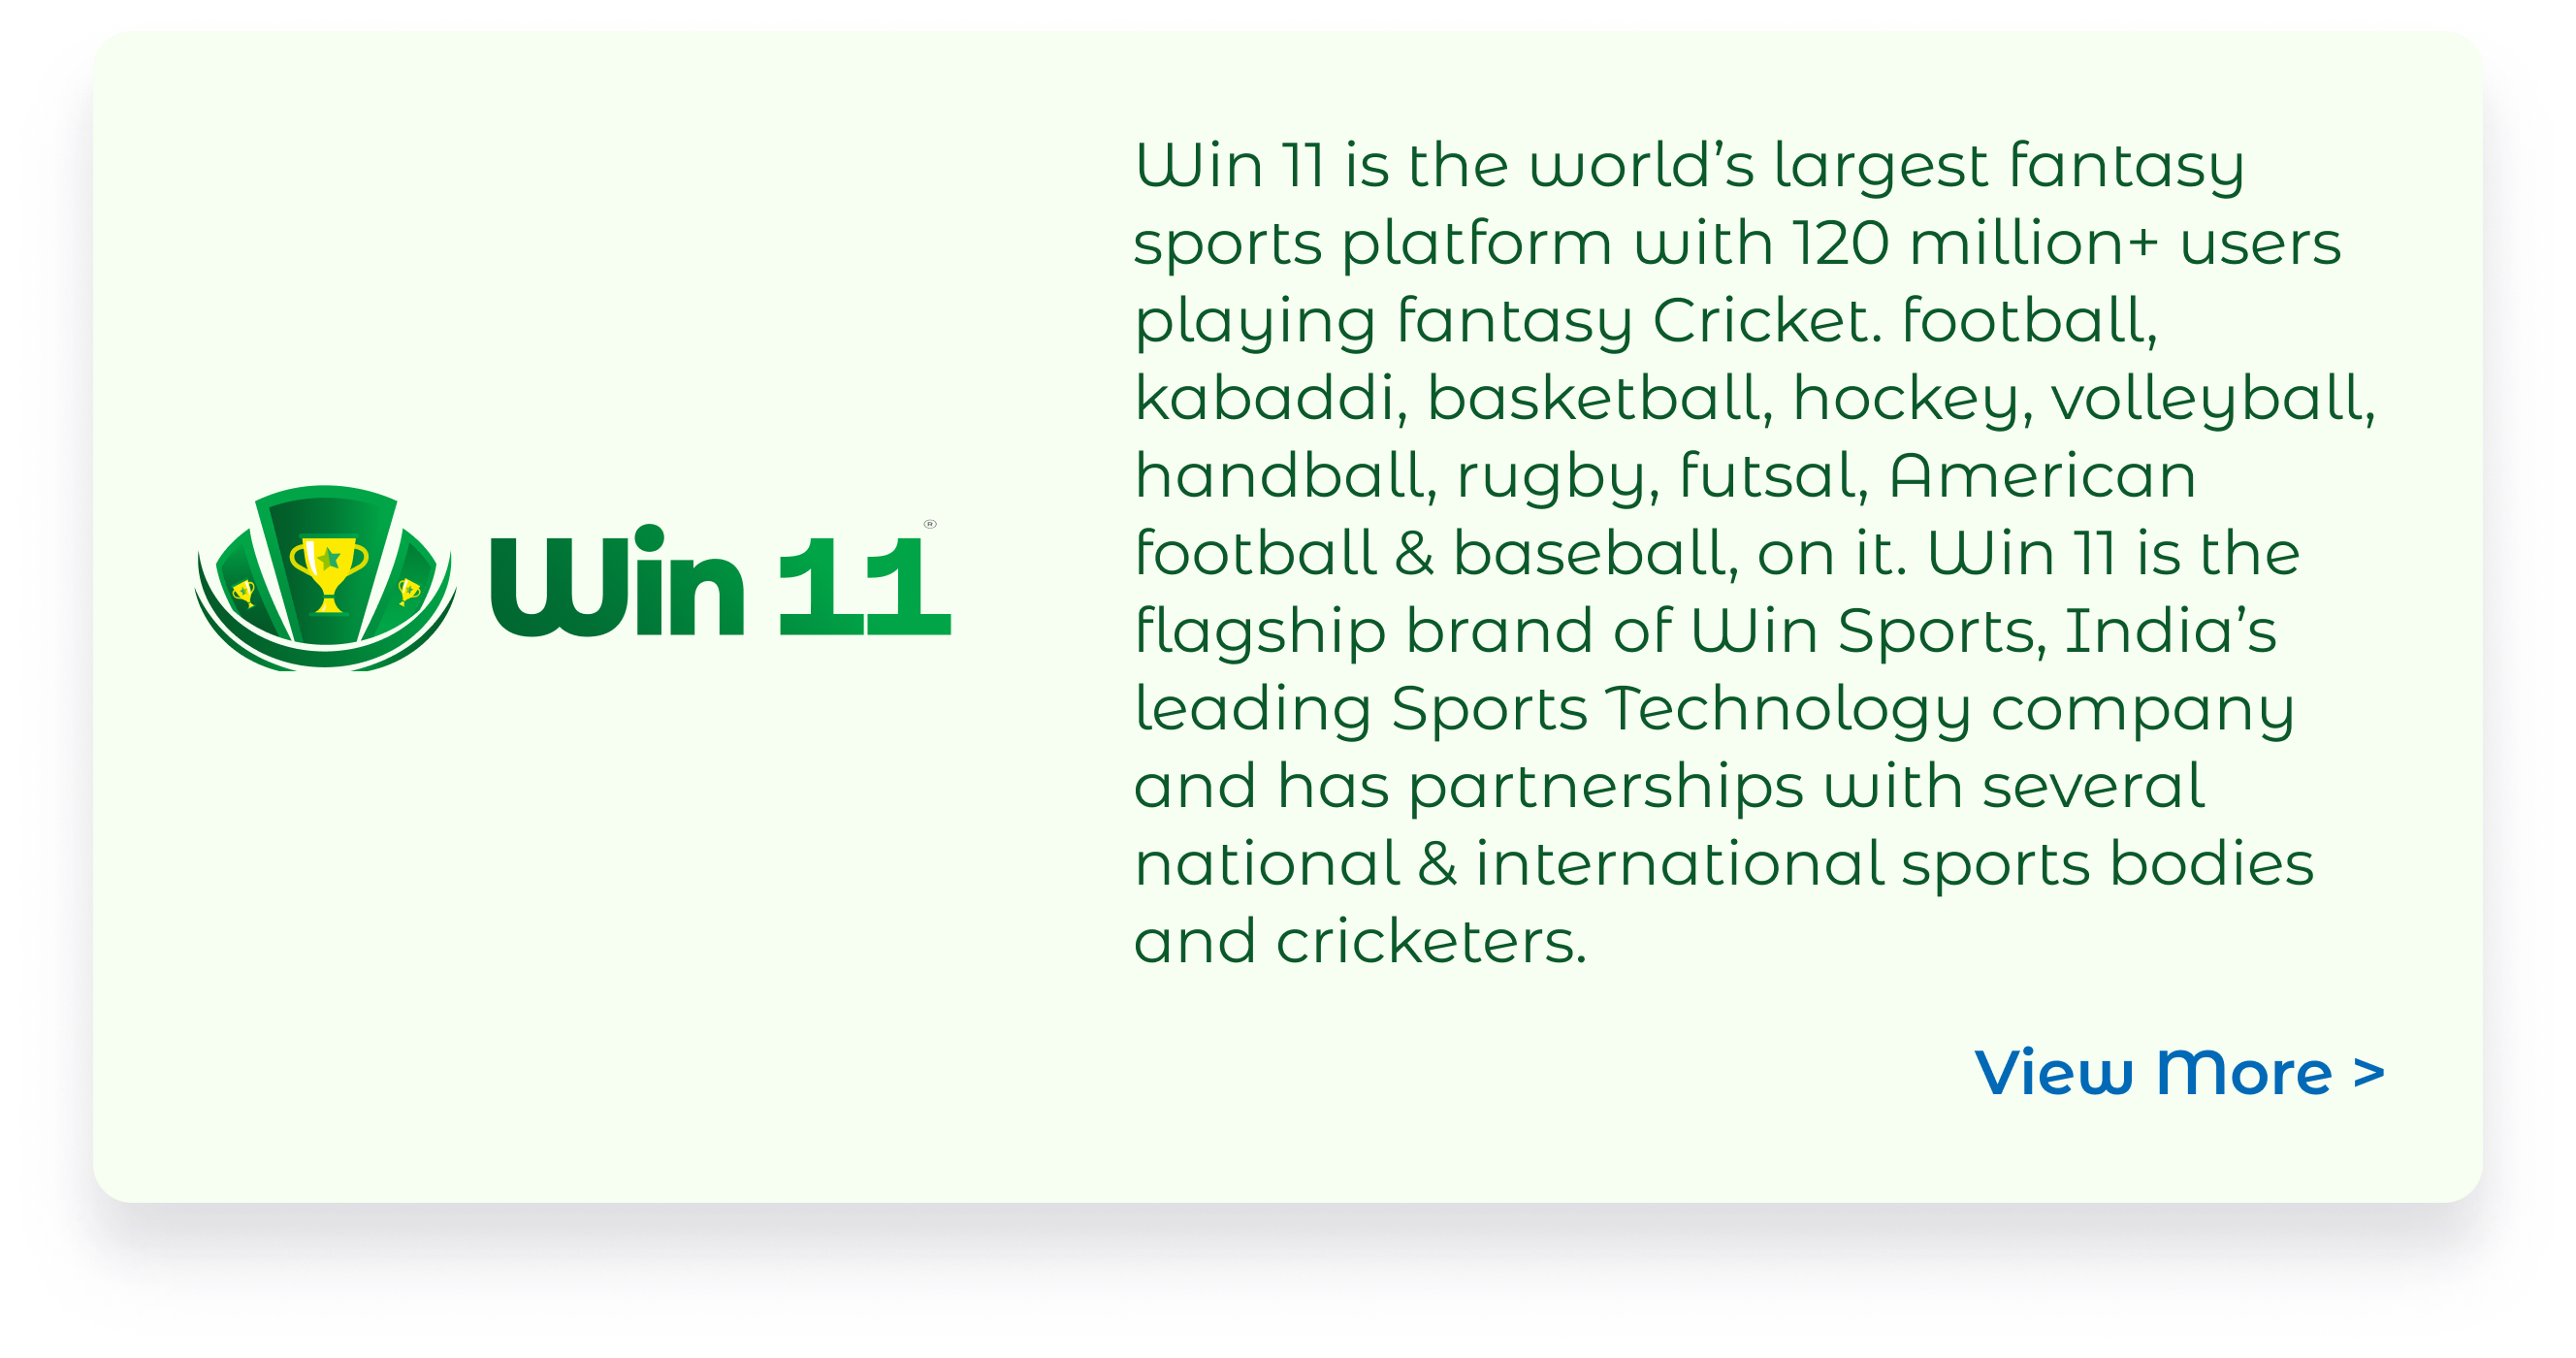 Win 11 ®
Win 11 is the world’s largest fantasy
sports platform with 120 million+ users
playing fantasy Cricket. football,
kabaddi, basketball, hockey, volleyball,
handball, rugby, futsal, American
football & baseball, on it. Win 11 is the
flagship brand of Win Sports, India’s
leading Sports Technology company
and has partnerships with several
national & international sports bodies
and cricketers.
View More >